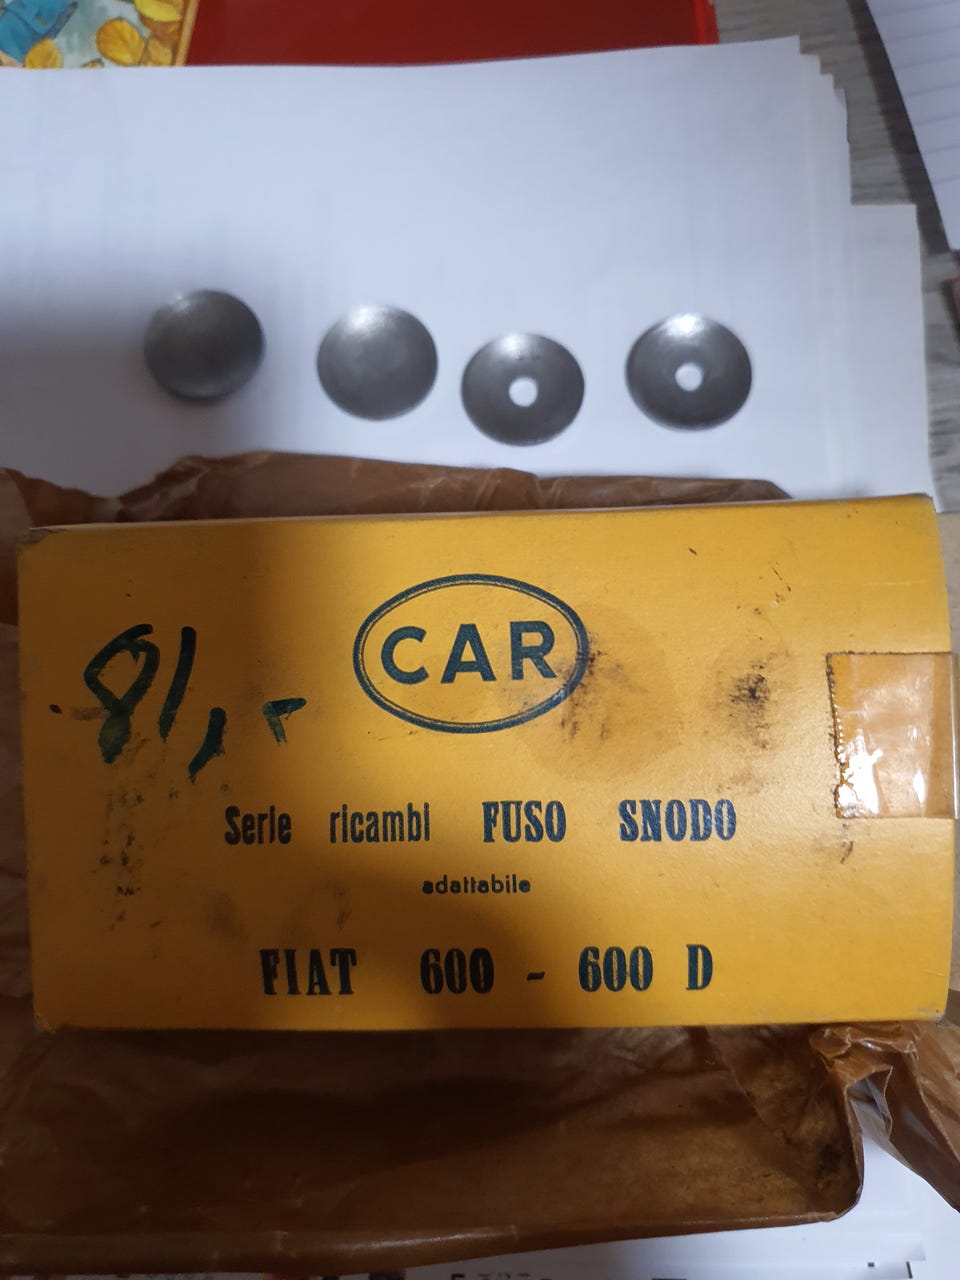 CAR
81,-
Serie ricambi FUSO SNODO
adattabile
FIAT 600 - 600 D